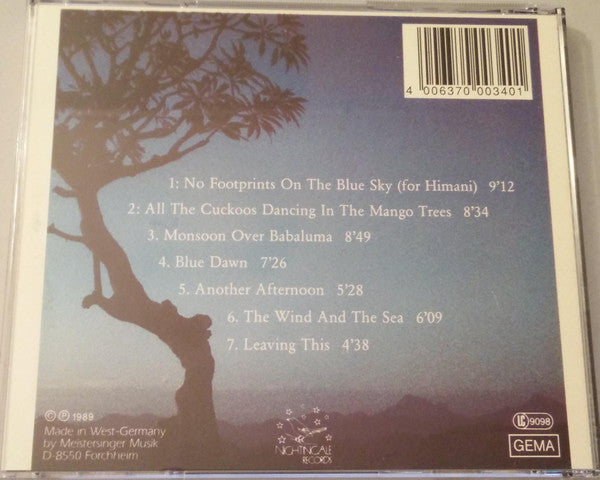 4 006370 003401
1: No Footprints On The Blue Sky (for Himani) 9'12
2: All The Cuckoos Dancing In The Mango Trees 8'34
3. Monsoon Over Babaluma 8'49
4. Blue Dawn 7'26
5. Another Afternoon 5'28
6. The Wind And The Sea 6'09
7. Leaving This 4'38
© ℗ 1989
Made in West-Germany
by Meistersinger Musik
D-8550 Forchheim
NIGHTINGALE
RECORDS
LC 9098
GEMA